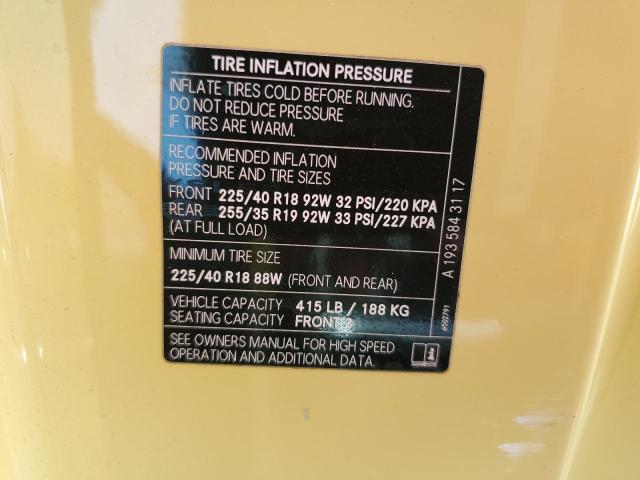 TIRE INFLATION PRESSURE
INFLATE TIRES COLD BEFORE RUNNING.
DO NOT REDUCE PRESSURE
IF TIRES ARE WARM.
RECOMMENDED INFLATION
PRESSURE AND TIRE SIZES
FRONT 225/40 R18 92W 32 PSI/220 KPA
REAR 255/35 R19 92W 33 PSI/227 KPA
(AT FULL LOAD)
MINIMUM TIRE SIZE
225/40 R18 88W (FRONT AND REAR)
VEHICLE CAPACITY 415 LB / 188 KG
SEATING CAPACITY FRONT 2
SEE OWNERS MANUAL FOR HIGH SPEED
OPERATION AND ADDITIONAL DATA.
A 193 584 31 17
6502791